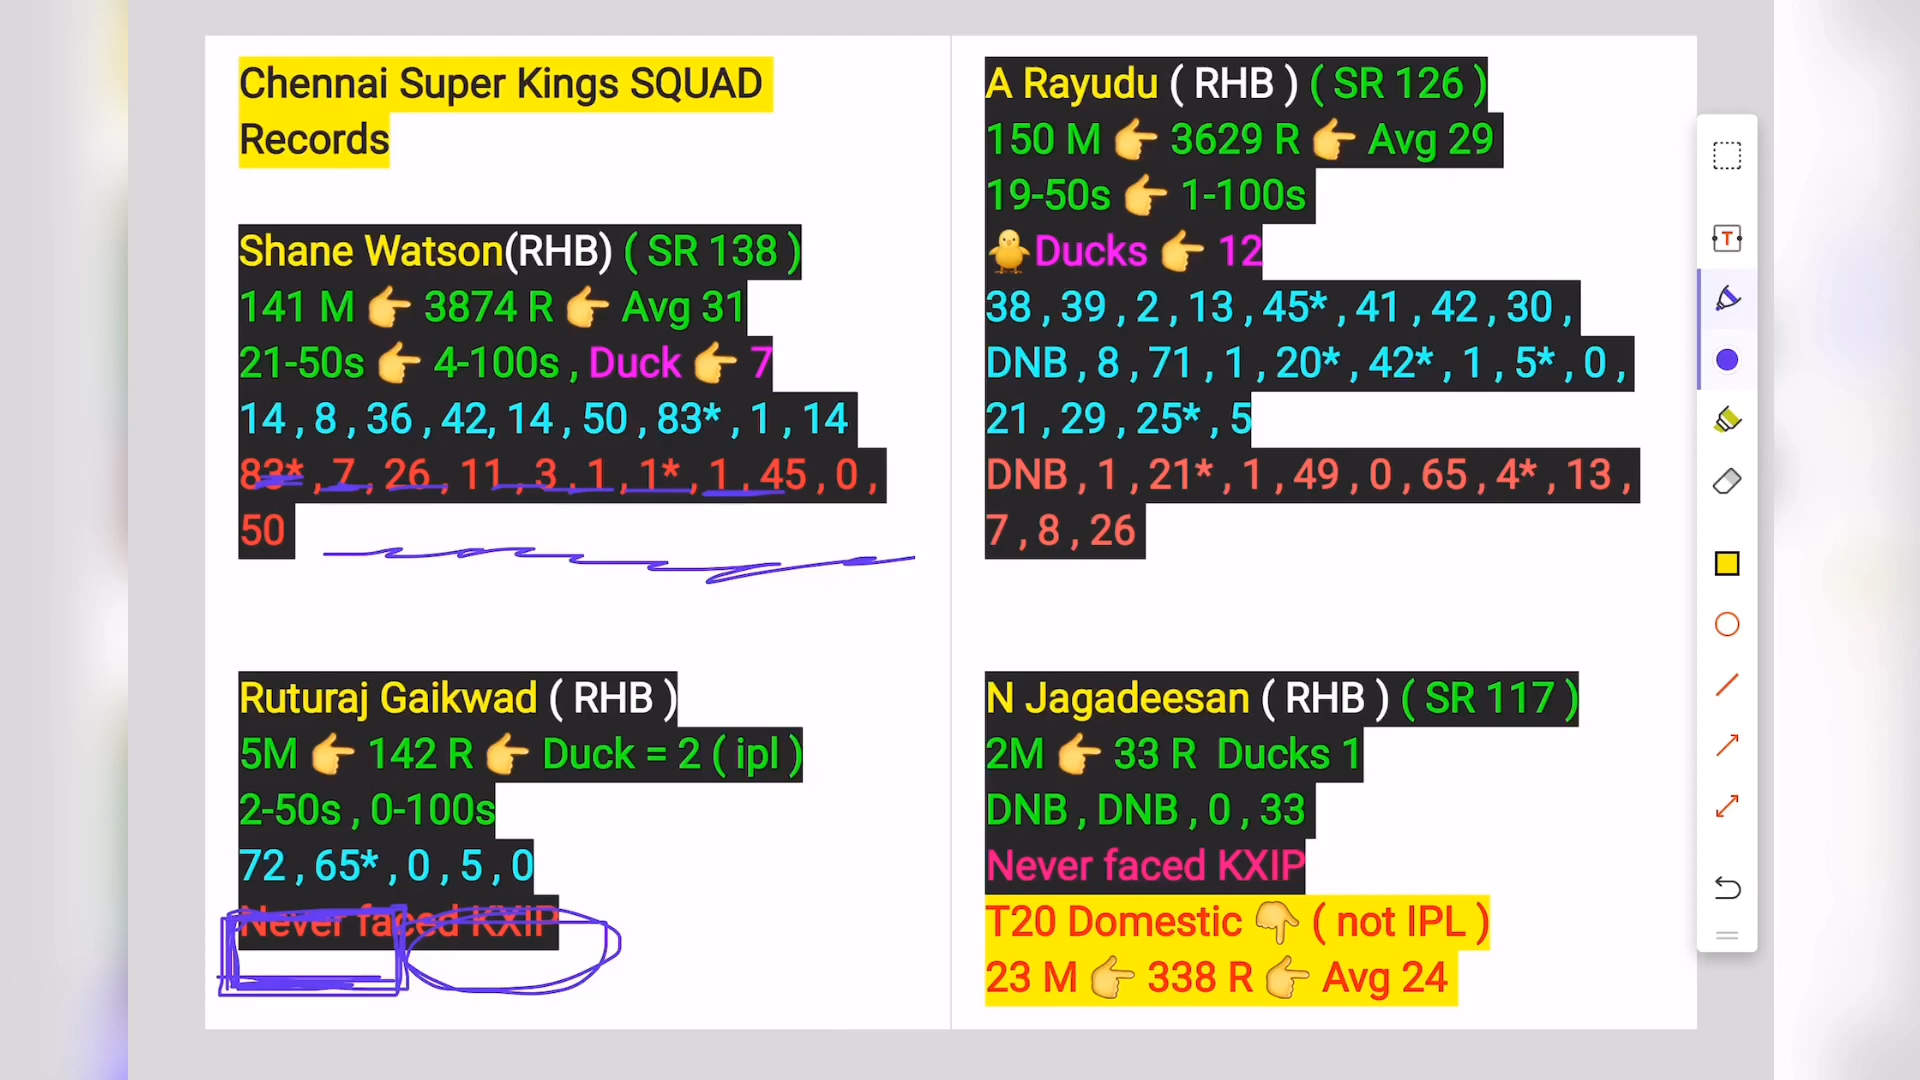 Chennai Super Kings SQUAD
Records
Shane Watson(RHB) ( SR 138 )
141 M 👉 3874 R 👉 Avg 31
21-50s 👉 4-100s , Duck 👉 7
14 , 8 , 36 , 42, 14 , 50 , 83* , 1 , 14
83* , 7 , 26 , 11 , 3 , 1 , 1* , 1 , 45 , 0 ,
50
Ruturaj Gaikwad ( RHB )
5M 👉 142 R 👉 Duck = 2 ( ipl )
2-50s , 0-100s
72 , 65* , 0 , 5 , 0
Never faced KXIP
A Rayudu ( RHB ) ( SR 126 )
150 M 👉 3629 R 👉 Avg 29
19-50s 👉 1-100s
🐥Ducks 👉 12
38 , 39 , 2 , 13 , 45* , 41 , 42 , 30 ,
DNB , 8 , 71 , 1 , 20* , 42* , 1 , 5* , 0 ,
21 , 29 , 25* , 5
DNB , 1 , 21* , 1 , 49 , 0 , 65 , 4* , 13 ,
7 , 8 , 26
N Jagadeesan ( RHB ) ( SR 117 )
2M 👉 33 R Ducks 1
DNB , DNB , 0 , 33
Never faced KXIP
T20 Domestic 👇 ( not IPL )
23 M 👉 338 R 👉 Avg 24
T